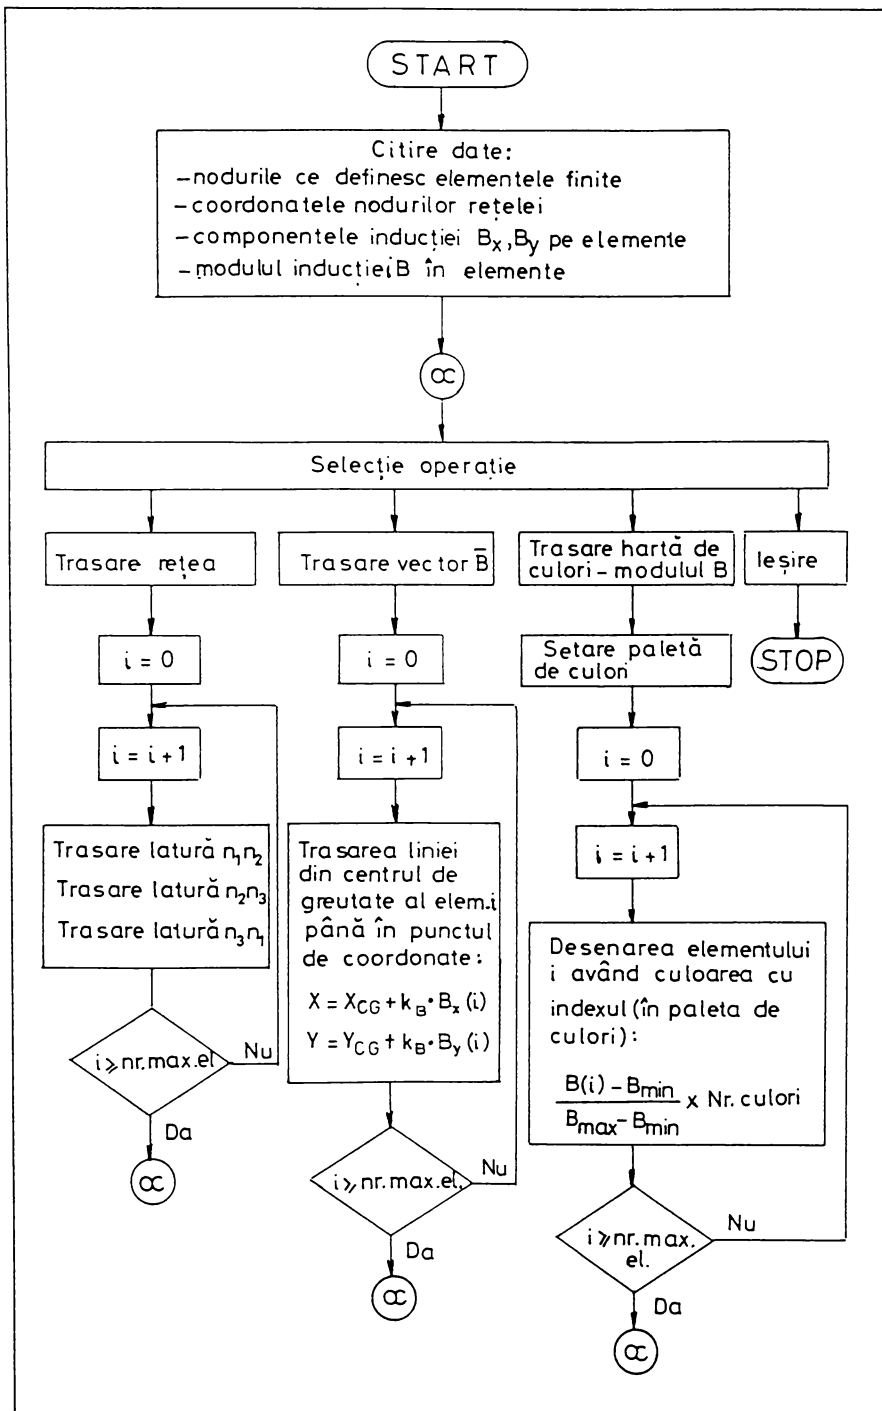 START
Citire date:
-nodurile ce definesc elementele finite
-coordonatele nodurilor rețelei
-componentele inducției Bx,By pe elemente
-modulul inducției B în elemente
α
Selecție operație
Trasare rețea
i = 0
i = i+1
Trasare latură n1n2
Trasare latură n2n3
Trasare latură n3n1
i⩾nr.max.el
Nu
Da
α
Trasare vector B̅
i = 0
i = i+1
Trasarea liniei
din centrul de
greutate al elem.i
până în punctul
de coordonate:
X = XCG + kB • Bx (i)
Y = YCG + kB • By (i)
i⩾nr.max.el.
Nu
Da
α
Trasare hartă de
culori - modulul B
Setare paletă
de culori
i = 0
i = i+1
Desenarea elementului
i având culoarea cu
indexul (în paleta de
culori):
B(i) - Bmin
Bmax - Bmin
x Nr. culori
i⩾nr.max.
el.
Nu
Da
α
Ieșire
STOP